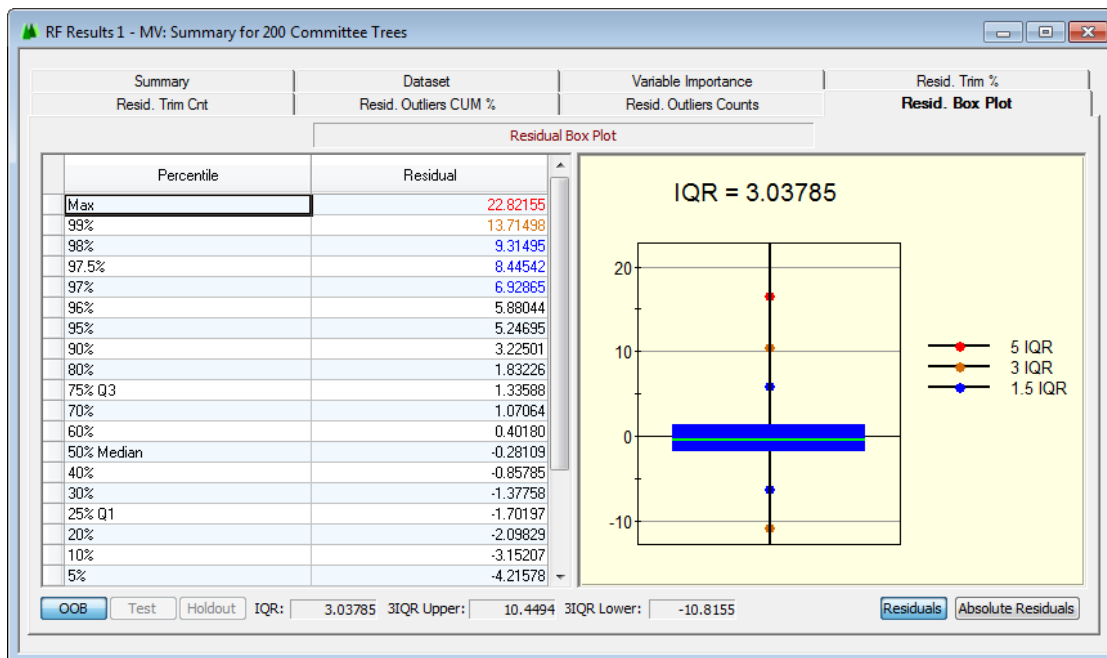 RF Results 1 - MV: Summary for 200 Committee Trees
Summary Dataset Variable Importance Resid. Trim %
Resid. Trim Cnt Resid. Outliers CUM % Resid. Outliers Counts Resid. Box Plot
Residual Box Plot
Percentile Residual
Max 22.82155
99% 13.71498
98% 9.31495
97.5% 8.44542
97% 6.92865
96% 5.88044
95% 5.24695
90% 3.22501
80% 1.83226
75% Q3 1.33588
70% 1.07064
60% 0.40180
50% Median -0.28109
40% -0.85785
30% -1.37758
25% Q1 -1.70197
20% -2.09829
10% -3.15207
5% -4.21578
IQR = 3.03785
20
10
0
-10
5 IQR
3 IQR
1.5 IQR
OOB Test Holdout IQR: 3.03785 3IQR Upper: 10.4494 3IQR Lower: -10.8155 Residuals Absolute Residuals